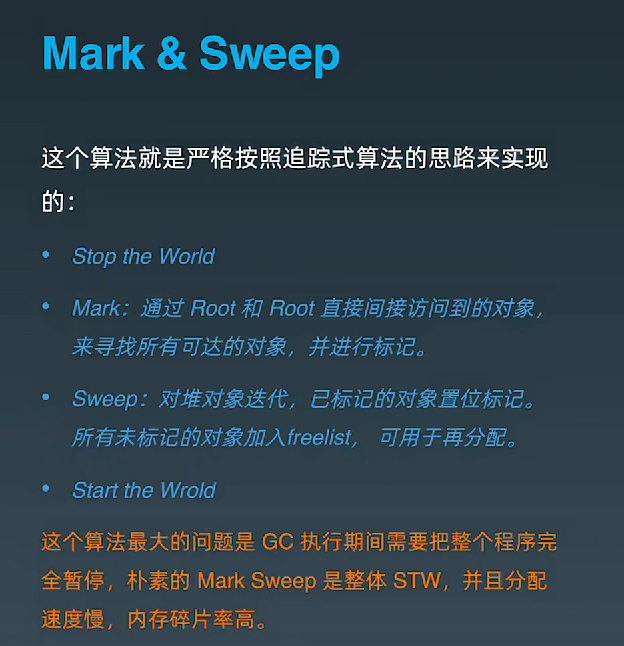 Mark & Sweep
这个算法就是严格按照追踪式算法的思路来实现
的：
• Stop the World
• Mark：通过 Root 和 Root 直接间接访问到的对象，
来寻找所有可达的对象，并进行标记。
• Sweep：对堆对象迭代，已标记的对象置位标记。
所有未标记的对象加入freelist， 可用于再分配。
• Start the Wrold
这个算法最大的问题是 GC 执行期间需要把整个程序完
全暂停，朴素的 Mark Sweep 是整体 STW，并且分配
速度慢，内存碎片率高。